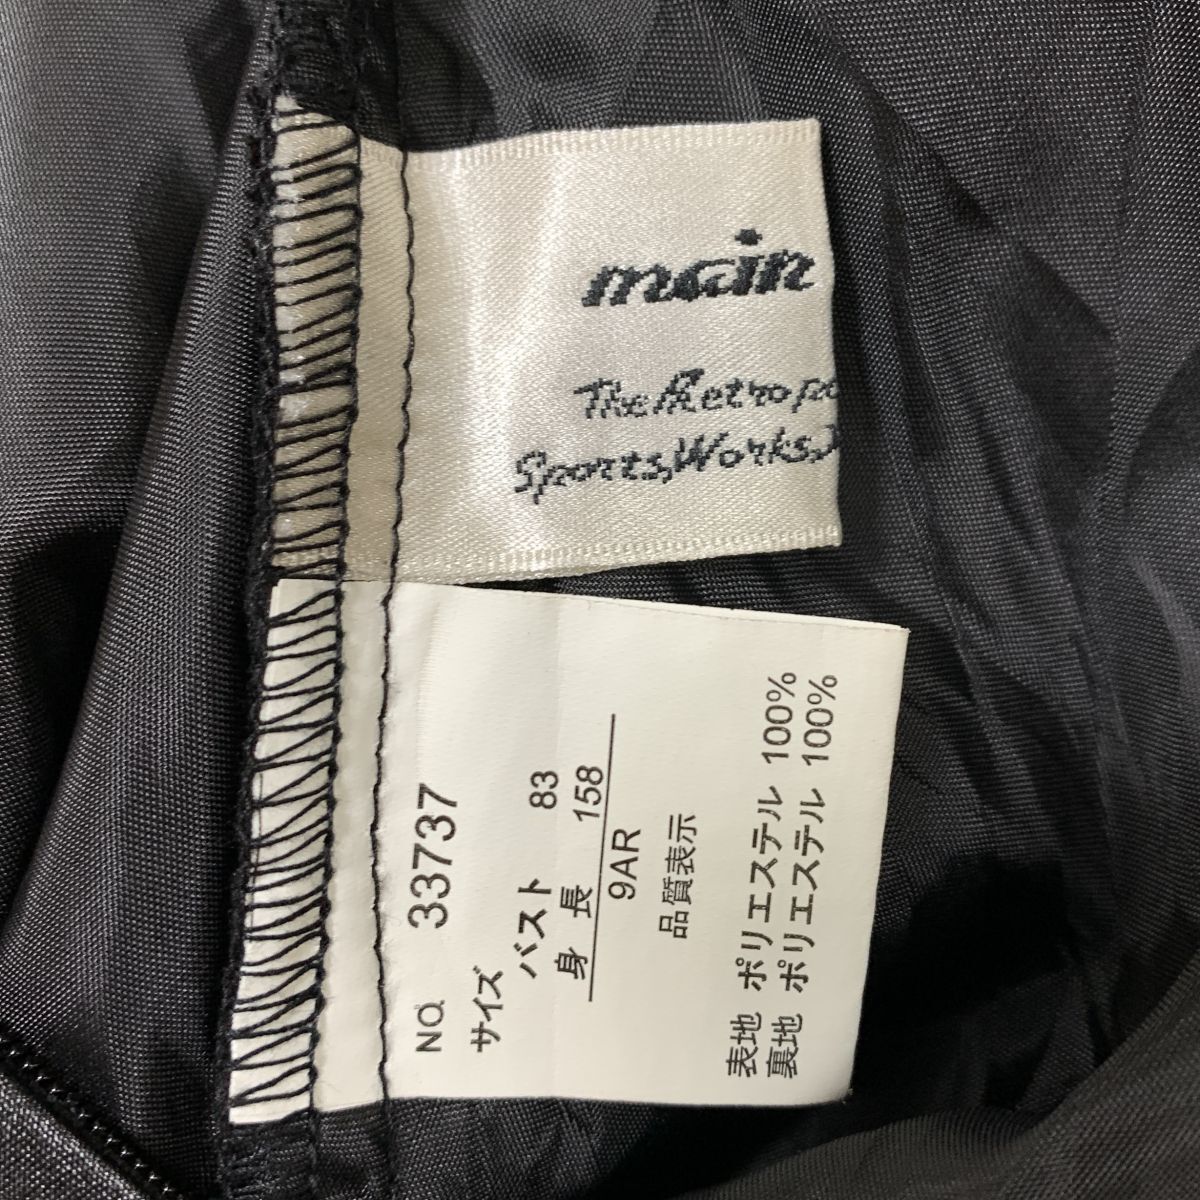 main
The Metropo
Sports,Works,
NO. 33737
サイズ
バスト 83
身長 158
9AR
品質表示
表地 ポリエステル 100%
裏地 ポリエステル 100%